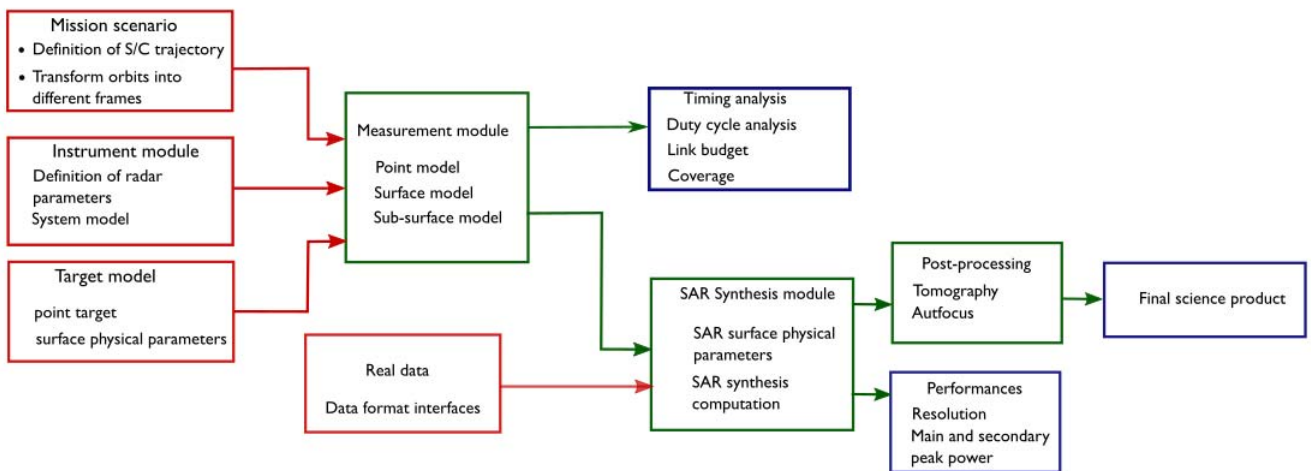 Mission scenario
• Definition of S/C trajectory
• Transform orbits into
different frames
Instrument module
Definition of radar
parameters
System model
Target model
point target
surface physical parameters
Measurement module
Point model
Surface model
Sub-surface model
Timing analysis
Duty cycle analysis
Link budget
Coverage
Real data
Data format interfaces
SAR Synthesis module
SAR surface physical
parameters
SAR synthesis
computation
Post-processing
Tomography
Autfocus
Performances
Resolution
Main and secondary
peak power
Final science product